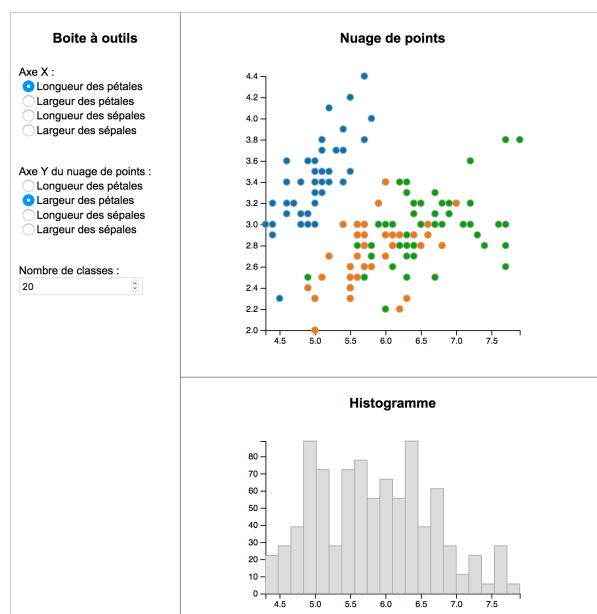 Boite à outils
Axe X :
Longueur des pétales
Largeur des pétales
Longueur des sépales
Largeur des sépales
Axe Y du nuage de points :
Longueur des pétales
Largeur des pétales
Longueur des sépales
Largeur des sépales
Nombre de classes :
20
Nuage de points
4.4
4.2
4.0
3.8
3.6
3.4
3.2
3.0
2.8
2.6
2.4
2.2
2.0
4.5 5.0 5.5 6.0 6.5 7.0 7.5
Histogramme
80
70
60
50
40
30
20
10
0
4.5 5.0 5.5 6.0 6.5 7.0 7.5